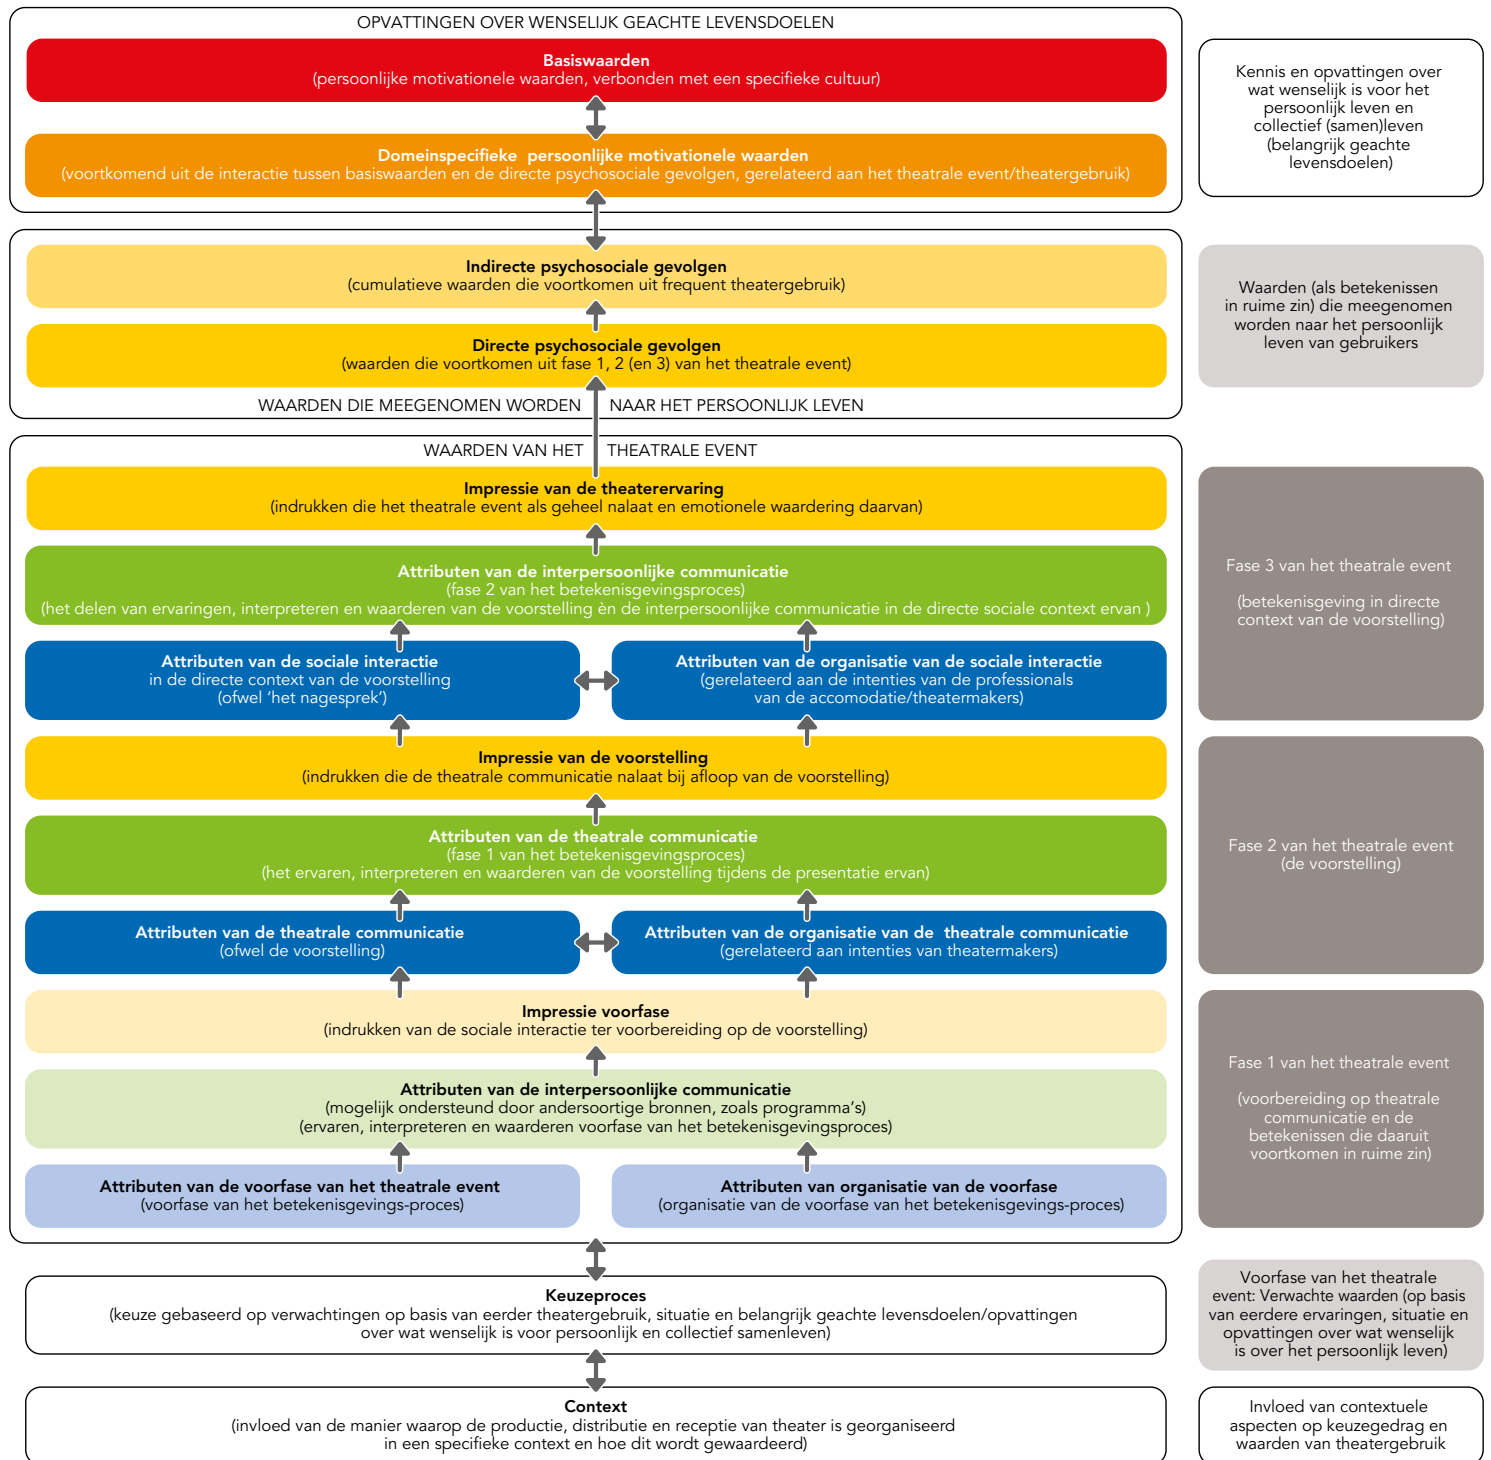 OPVATTINGEN OVER WENSELIJK GEACHTE LEVENSDOELEN
Basiswaarden
(persoonlijke motivationele waarden, verbonden met een specifieke cultuur)
Domeinspecifieke persoonlijke motivationele waarden
(voortkomend uit de interactie tussen basiswaarden en de directe psychosociale gevolgen, gerelateerd aan het theatrale event/theatergebruik)
Kennis en opvattingen over
wat wenselijk is voor het
persoonlijk leven en
collectief (samen)leven
(belangrijk geachte
levensdoelen)
Indirecte psychosociale gevolgen
(cumulatieve waarden die voortkomen uit frequent theatergebruik)
Directe psychosociale gevolgen
(waarden die voortkomen uit fase 1, 2 (en 3) van het theatrale event)
WAARDEN DIE MEEGENOMEN WORDEN NAAR HET PERSOONLIJK LEVEN
Waarden (als betekenissen
in ruime zin) die meegenomen
worden naar het persoonlijk
leven van gebruikers
WAARDEN VAN HET THEATRALE EVENT
Impressie van de theaterervaring
(indrukken die het theatrale event als geheel nalaat en emotionele waardering daarvan)
Attributen van de interpersoonlijke communicatie
(fase 2 van het betekenisgevingsproces)
(het delen van ervaringen, interpreteren en waarderen van de voorstelling èn de interpersoonlijke communicatie in de directe sociale context ervan )
Attributen van de sociale interactie
in de directe context van de voorstelling
(ofwel ‘het nagesprek’)
Attributen van de organisatie van de sociale interactie
(gerelateerd aan de intenties van de professionals
van de accomodatie/theatermakers)
Fase 3 van het theatrale event
(betekenisgeving in directe
context van de voorstelling)
Impressie van de voorstelling
(indrukken die de theatrale communicatie nalaat bij afloop van de voorstelling)
Attributen van de theatrale communicatie
(fase 1 van het betekenisgevingsproces)
(het ervaren, interpreteren en waarderen van de voorstelling tijdens de presentatie ervan)
Attributen van de theatrale communicatie
(ofwel de voorstelling)
Attributen van de organisatie van de theatrale communicatie
(gerelateerd aan intenties van theatermakers)
Fase 2 van het theatrale event
(de voorstelling)
Impressie voorfase
(indrukken van de sociale interactie ter voorbereiding op de voorstelling)
Attributen van de interpersoonlijke communicatie
(mogelijk ondersteund door andersoortige bronnen, zoals programma’s)
(ervaren, interpreteren en waarderen voorfase van het betekenisgevingsproces)
Attributen van de voorfase van het theatrale event
(voorfase van het betekenisgevings-proces)
Attributen van organisatie van de voorfase
(organisatie van de voorfase van het betekenisgevings-proces)
Fase 1 van het theatrale event
(voorbereiding op theatrale
communicatie en de
betekenissen die daaruit
voortkomen in ruime zin)
Keuzeproces
(keuze gebaseerd op verwachtingen op basis van eerder theatergebruik, situatie en belangrijk geachte levensdoelen/opvattingen
over wat wenselijk is voor persoonlijk en collectief samenleven)
Voorfase van het theatrale
event: Verwachte waarden (op basis
van eerdere ervaringen, situatie en
opvattingen over wat wenselijk
is over het persoonlijk leven)
Context
(invloed van de manier waarop de productie, distributie en receptie van theater is georganiseerd
in een specifieke context en hoe dit wordt gewaardeerd)
Invloed van contextuele
aspecten op keuzegedrag en
waarden van theatergebruik